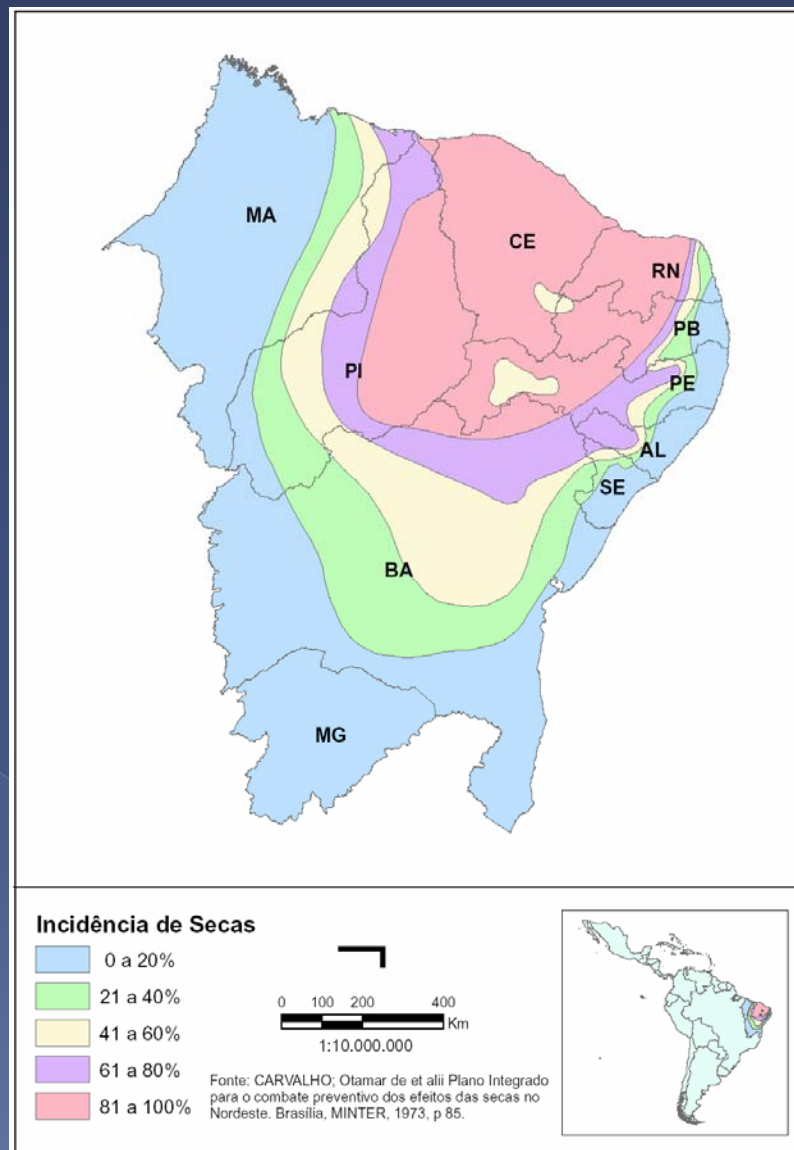 MA
CE
RN
PB
PI
PE
AL
SE
BA
MG
Incidência de Secas
0 a 20%
21 a 40%
41 a 60%
61 a 80%
81 a 100%
0 100 200 400
Km
1:10.000.000
Fonte: CARVALHO; Otamar de et alii Plano Integrado
para o combate preventivo dos efeitos das secas no
Nordeste. Brasília, MINTER, 1973, p 85.